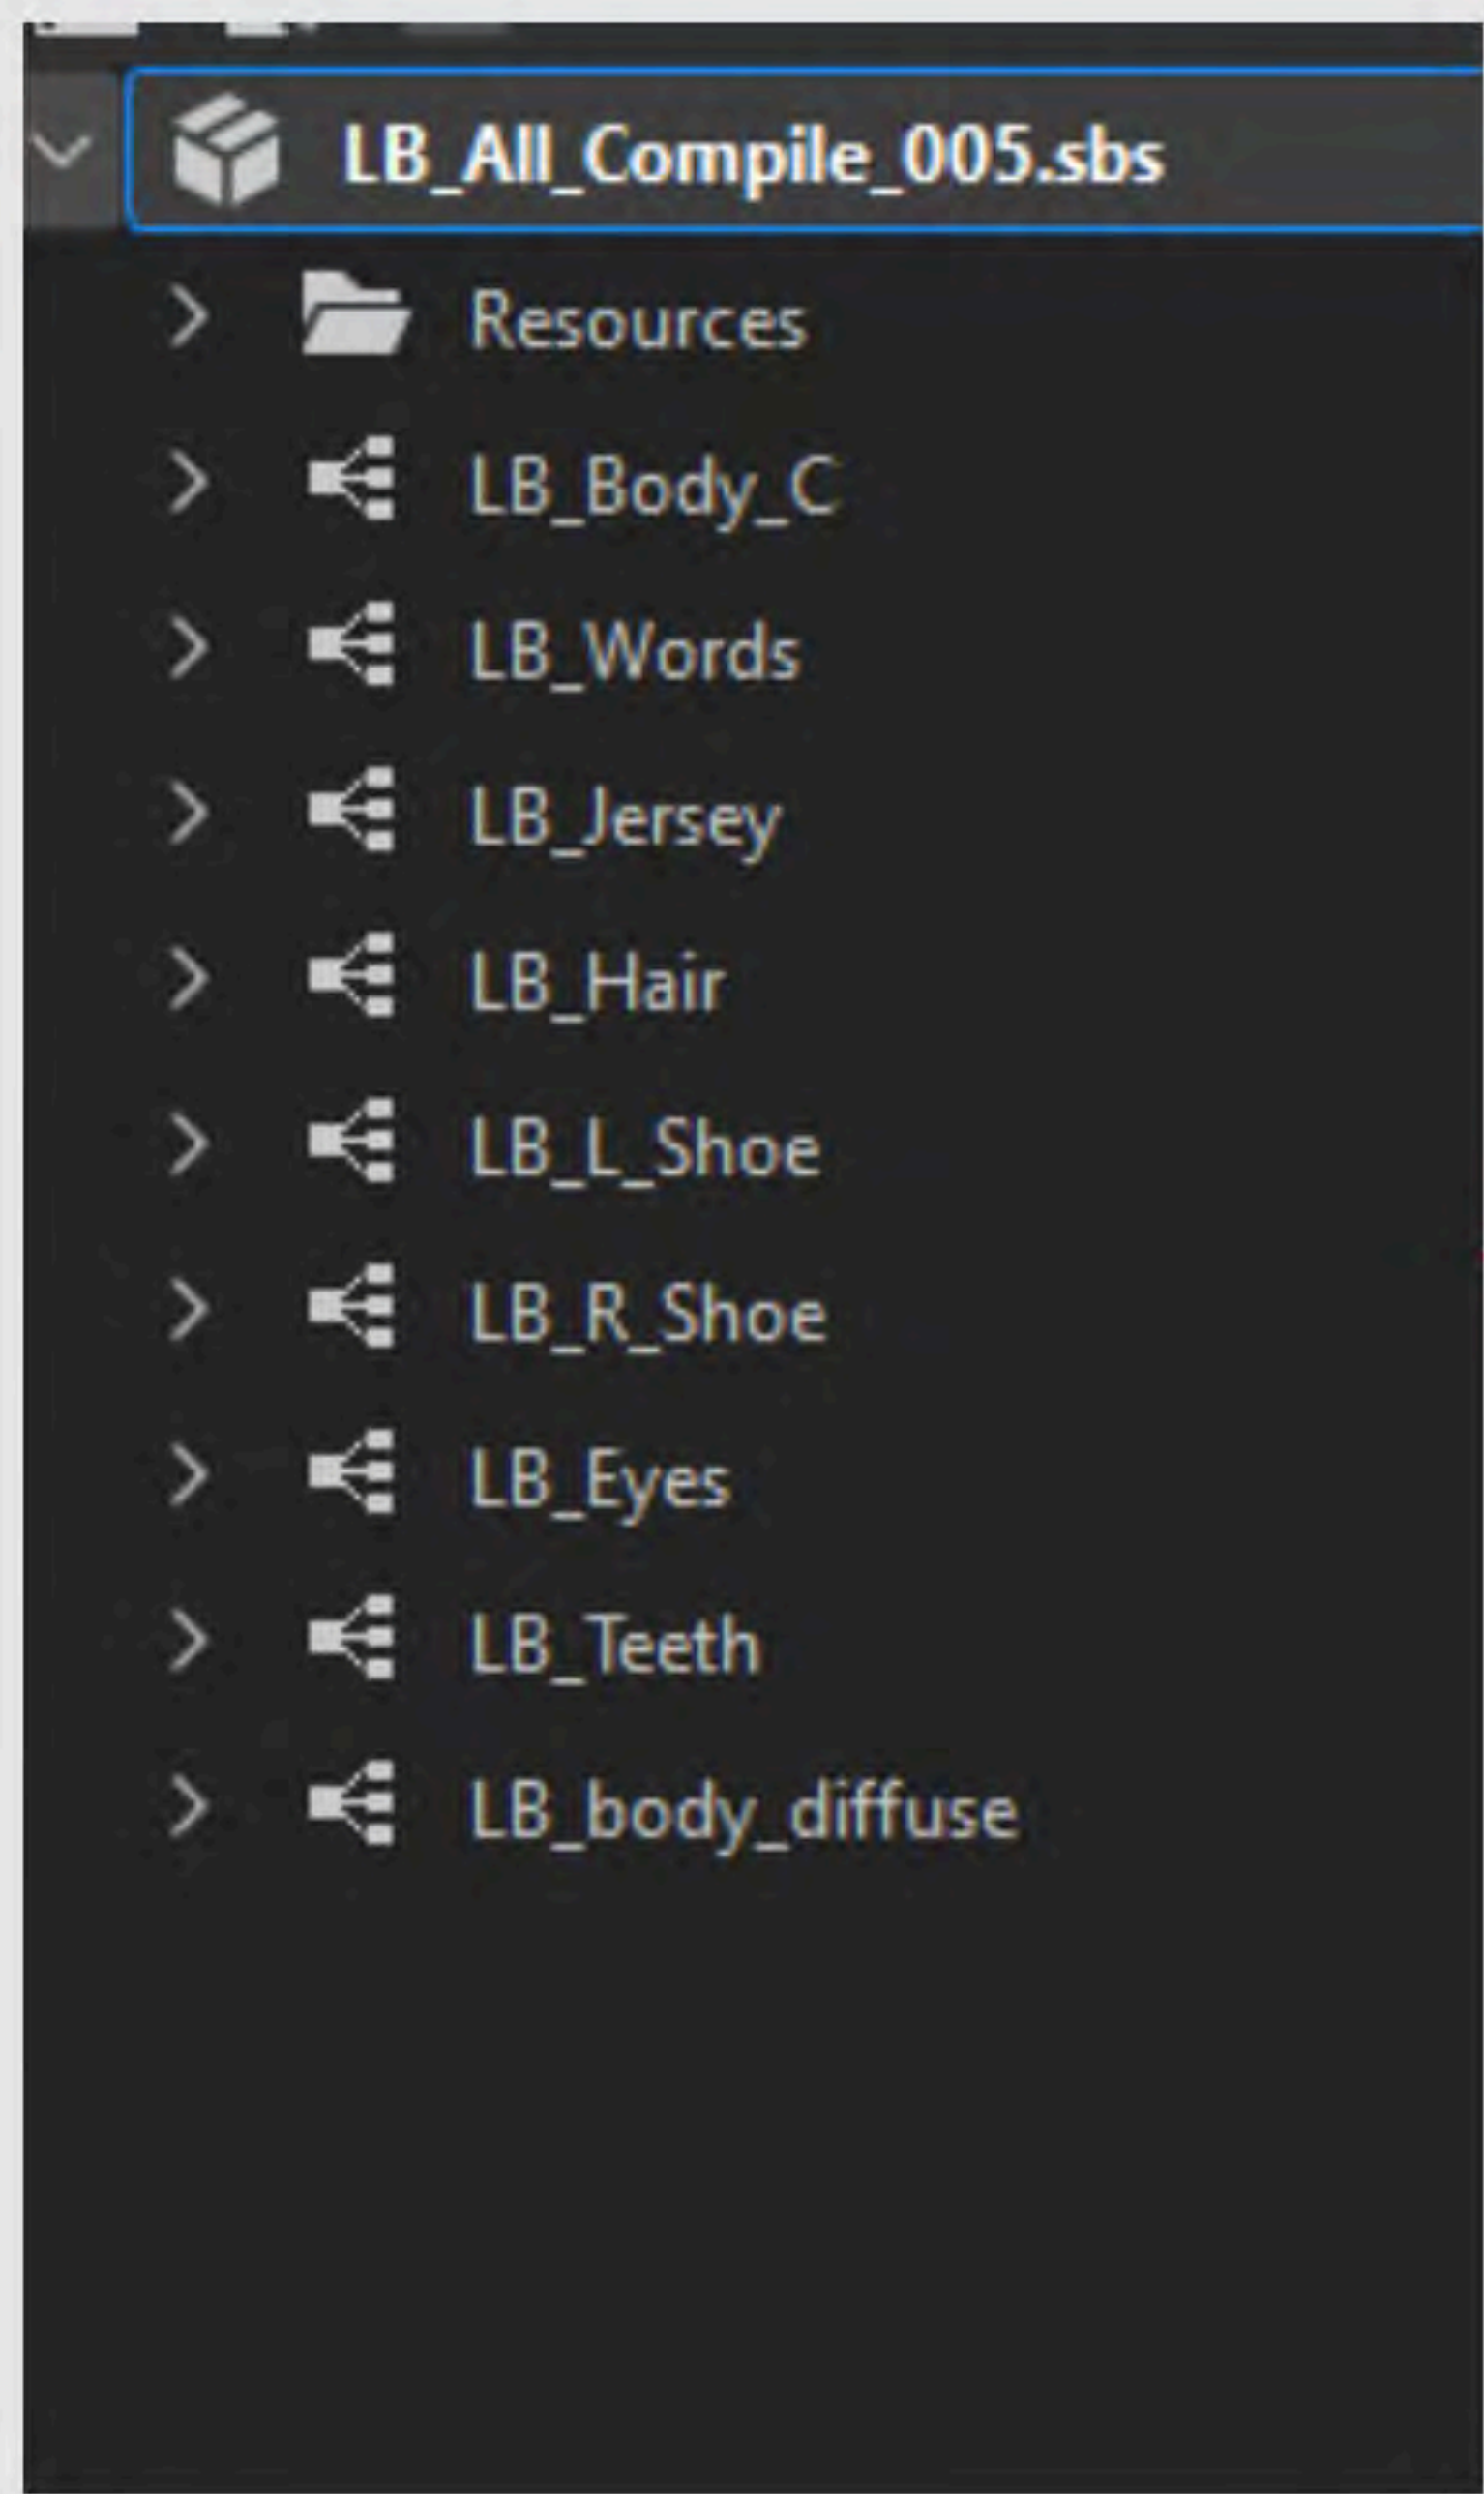 LB_All_Compile_005.sbs
Resources
LB_Body_C
LB_Words
LB_Jersey
LB_Hair
LB_L_Shoe
LB_R_Shoe
LB_Eyes
LB_Teeth
LB_body_diffuse